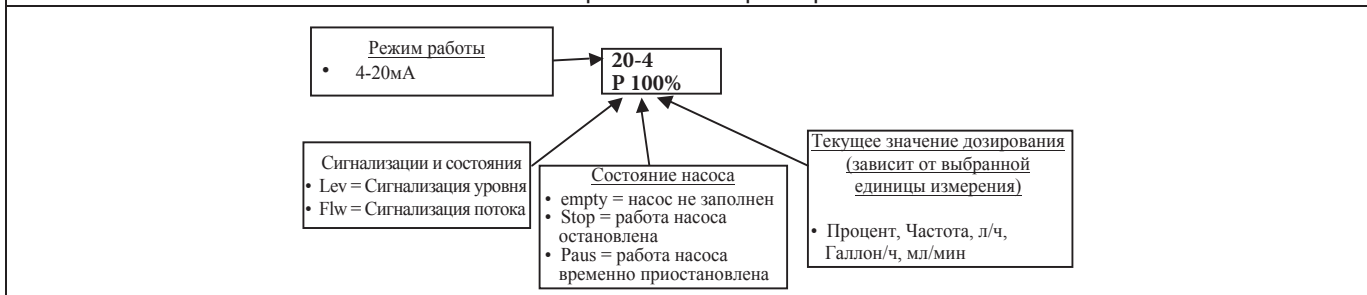 Режим работы
• 4-20мА
20-4
P 100%
Сигнализации и состояния
• Lev = Сигнализация уровня
• Flw = Сигнализация потока
Состояние насоса
• empty = насос не заполнен
• Stop = работа насоса
остановлена
• Paus = работа насоса
временно приостановлена
Текущее значение дозирования
(зависит от выбранной
единицы измерения)
• Процент, Частота, л/ч,
Галлон/ч, мл/мин